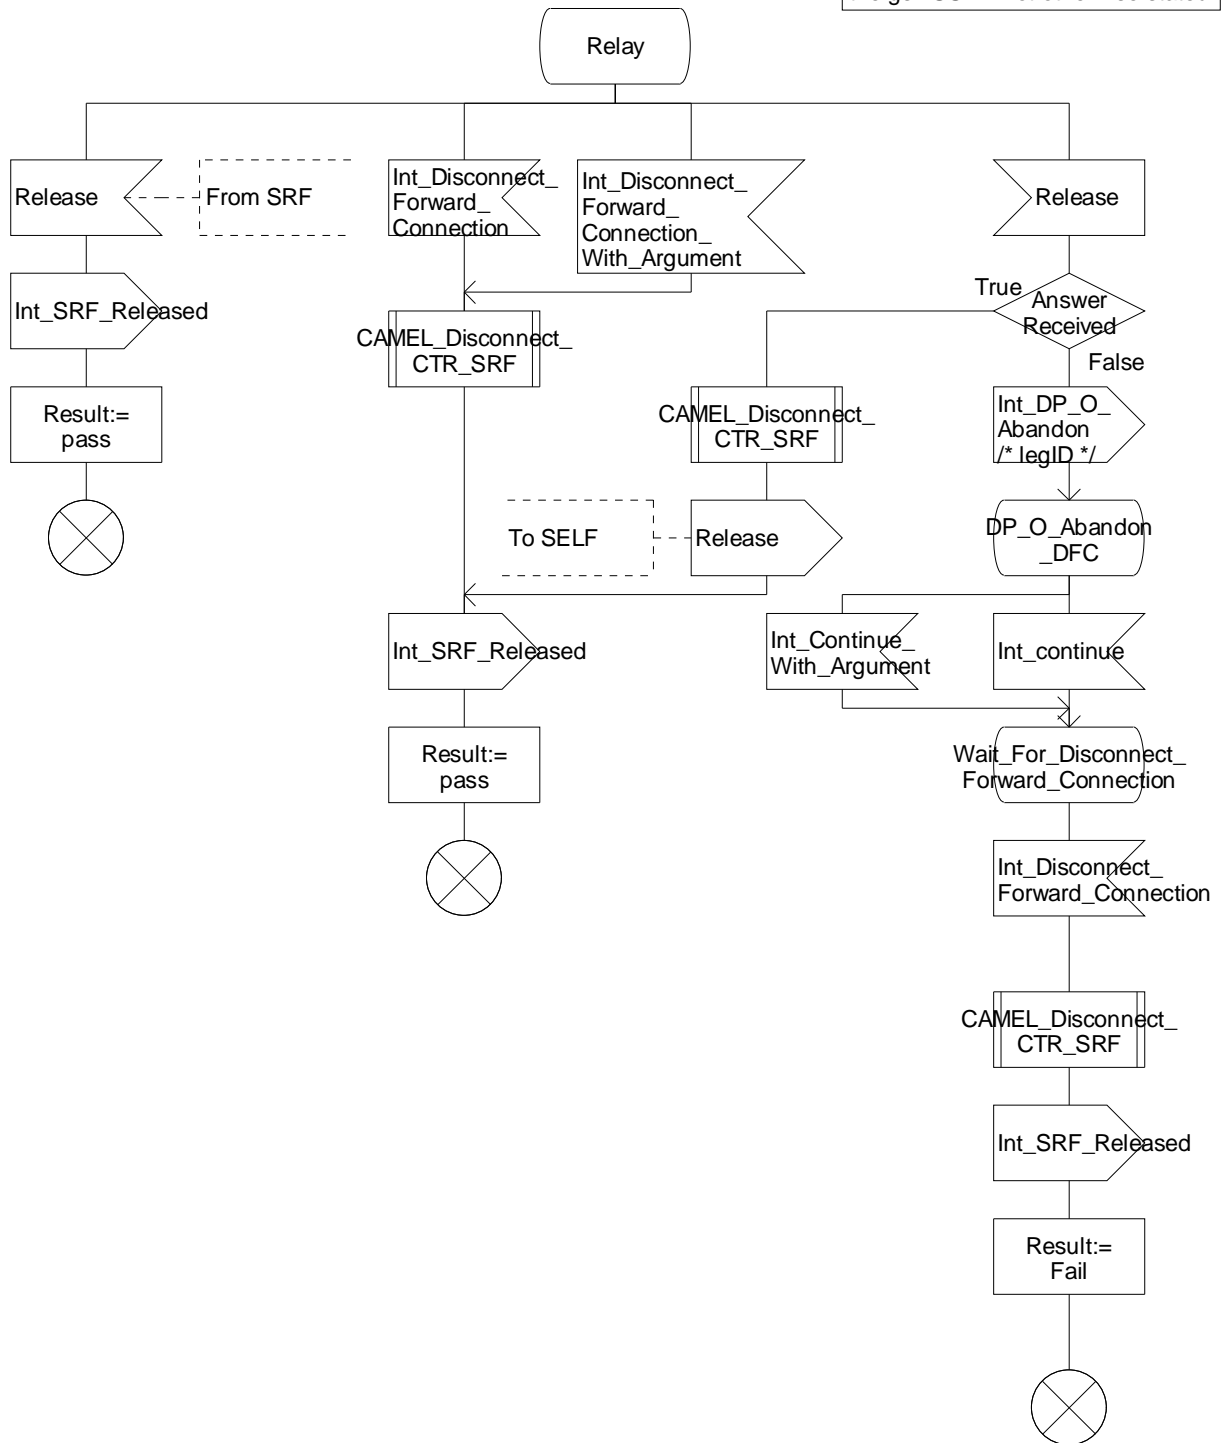 Relay
Release
From SRF
Int_Disconnect_
Forward_
Connection
Int_Disconnect_
Forward_
Connection_
With_Argument
Release
Int_SRF_Released
True
Answer
Received
False
CAMEL_Disconnect_
CTR_SRF
Result:=
pass
CAMEL_Disconnect_
CTR_SRF
Int_DP_O_
Abandon
/* legID */
To SELF
Release
DP_O_Abandon
_DFC
Int_SRF_Released
Int_Continue_
With_Argument
Int_continue
Result:=
pass
Wait_For_Disconnect_
Forward_Connection
Int_Disconnect_
Forward_Connection
CAMEL_Disconnect_
CTR_SRF
Int_SRF_Released
Result:=
Fail